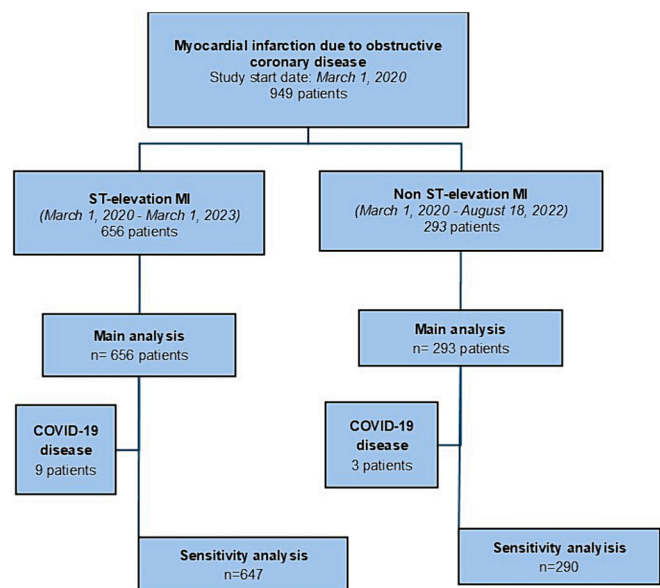 Myocardial infarction due to obstructive
coronary disease
Study start date: March 1, 2020
949 patients
ST-elevation MI
(March 1, 2020 - March 1, 2023)
656 patients
Non ST-elevation MI
(March 1, 2020 - August 18, 2022)
293 patients
Main analysis
n= 656 patients
Main analysis
n= 293 patients
COVID-19
disease
9 patients
COVID-19
disease
3 patients
Sensitivity analyisis
n=647
Sensitivity analysis
n=290